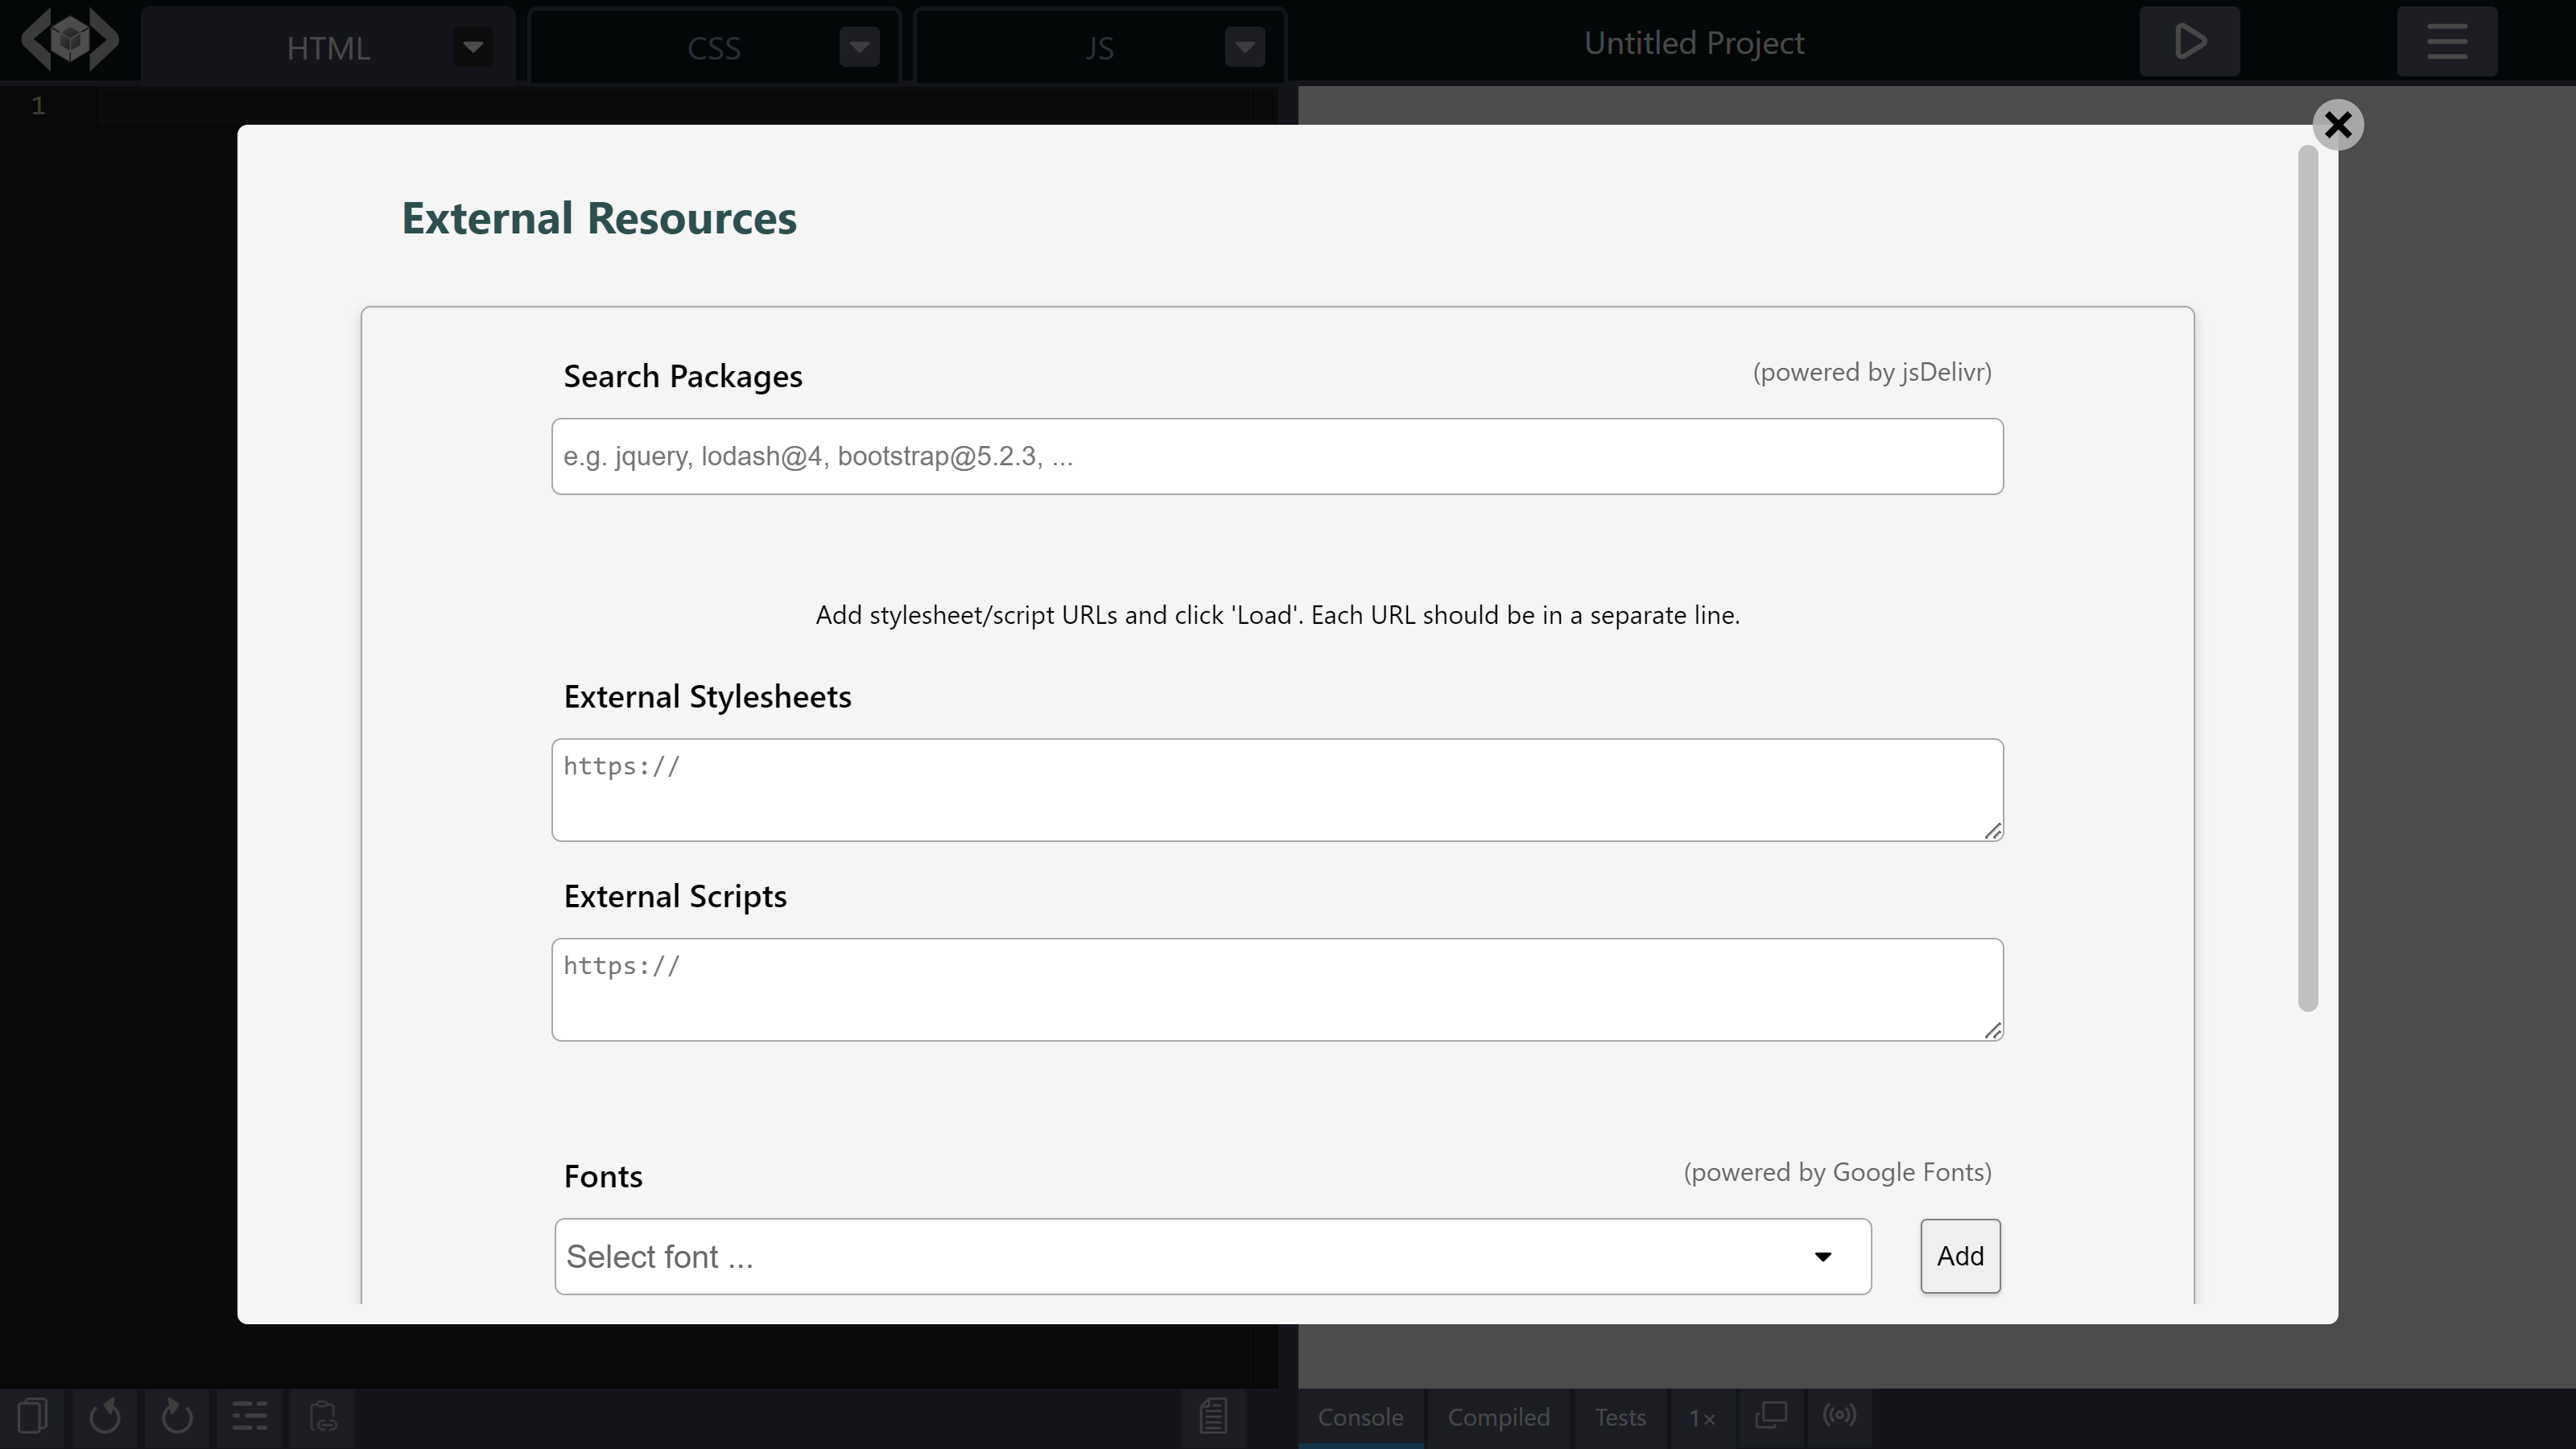 HTML
CSS
JS
Untitled Project
1
External Resources
Search Packages
(powered by jsDelivr)
e.g. jquery, lodash@4, bootstrap@5.2.3, ...
Add stylesheet/script URLs and click 'Load'. Each URL should be in a separate line.
External Stylesheets
https://
External Scripts
https://
Fonts
(powered by Google Fonts)
Select font ...
Add
Console
Compiled
Tests
1×